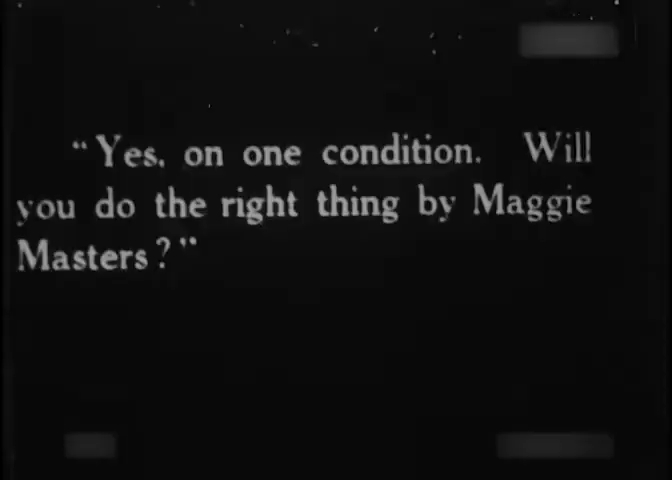 “Yes, on one condition. Will
you do the right thing by Maggie
Masters?”